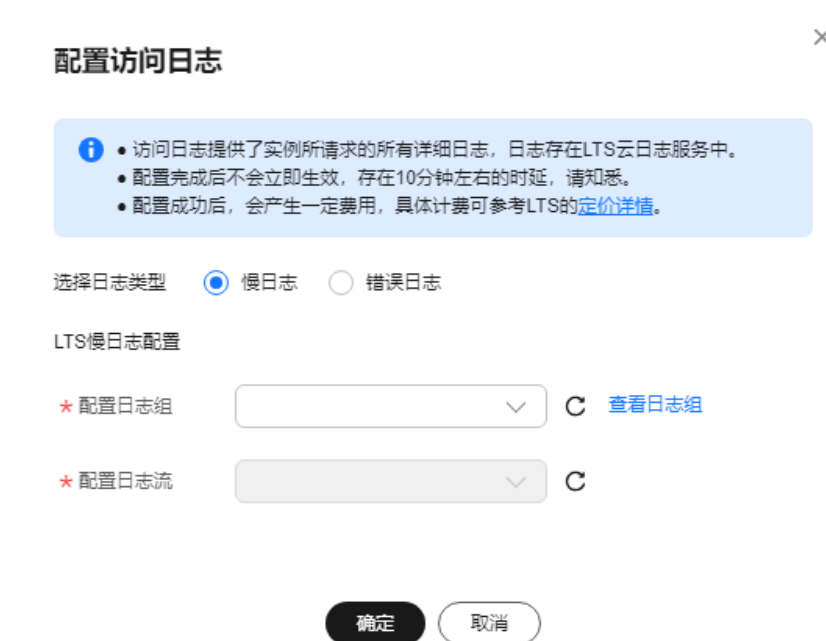 配置访问日志
• 访问日志提供了实例所请求的所有详细日志，日志存在LTS云日志服务中。
• 配置完成后不会立即生效，存在10分钟左右的时延，请知悉。
• 配置成功后，会产生一定费用，具体计费可参考LTS的定价详情。
选择日志类型 慢日志 错误日志
LTS慢日志配置
* 配置日志组 查看日志组
* 配置日志流
确定 取消